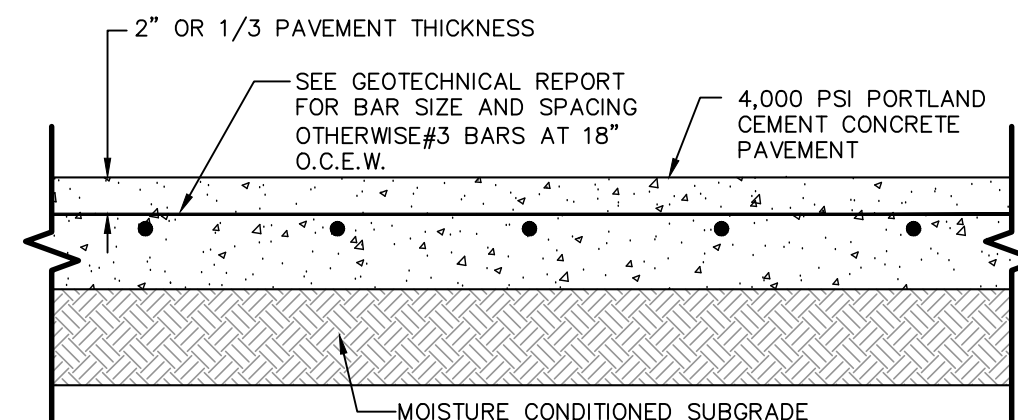 2” OR 1/3 PAVEMENT THICKNESS
SEE GEOTECHNICAL REPORT
FOR BAR SIZE AND SPACING
OTHERWISE#3 BARS AT 18”
O.C.E.W.
4,000 PSI PORTLAND
CEMENT CONCRETE
PAVEMENT
MOISTURE CONDITIONED SUBGRADE